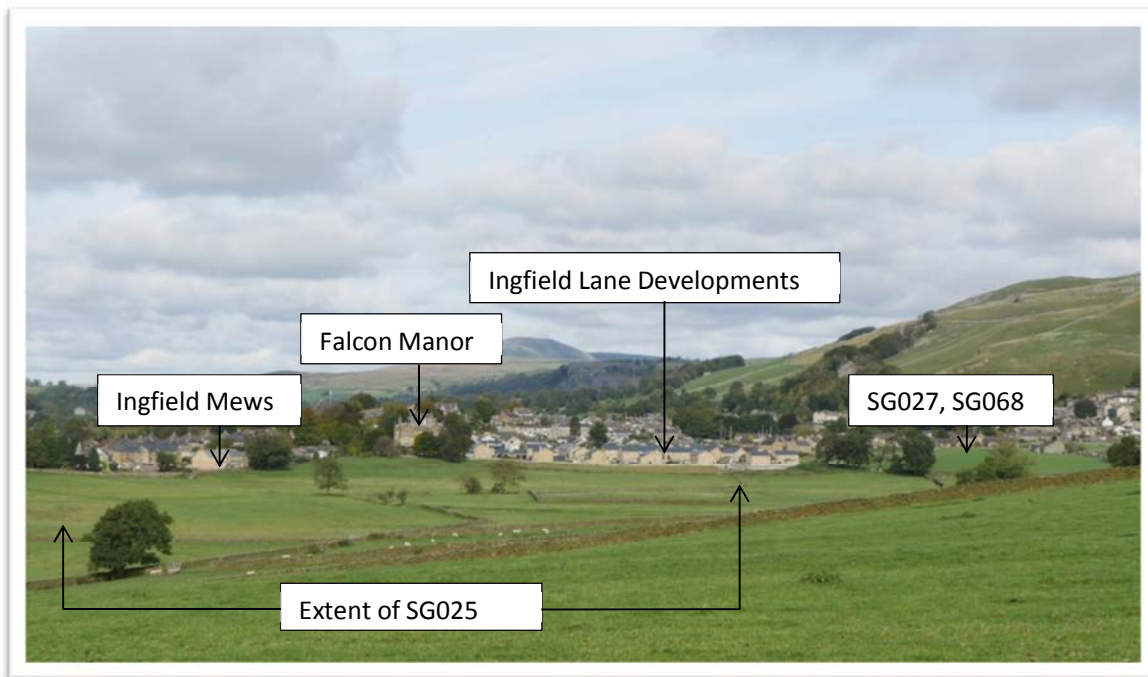 Ingfield Lane Developments
Falcon Manor
Ingfield Mews
SG027, SG068
Extent of SG025